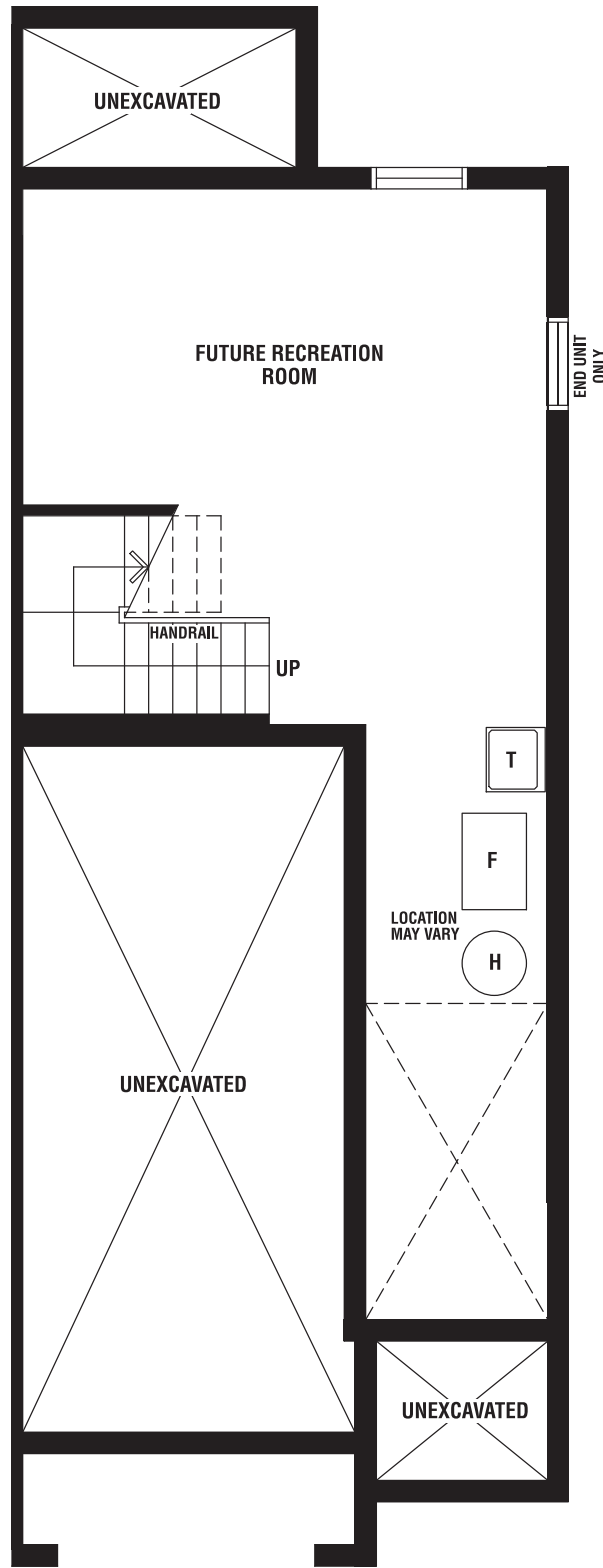 UNEXCAVATED
FUTURE RECREATION
ROOM
END UNIT
ONLY
HANDRAIL
UP
T
F
LOCATION
MAY VARY
H
UNEXCAVATED
UNEXCAVATED